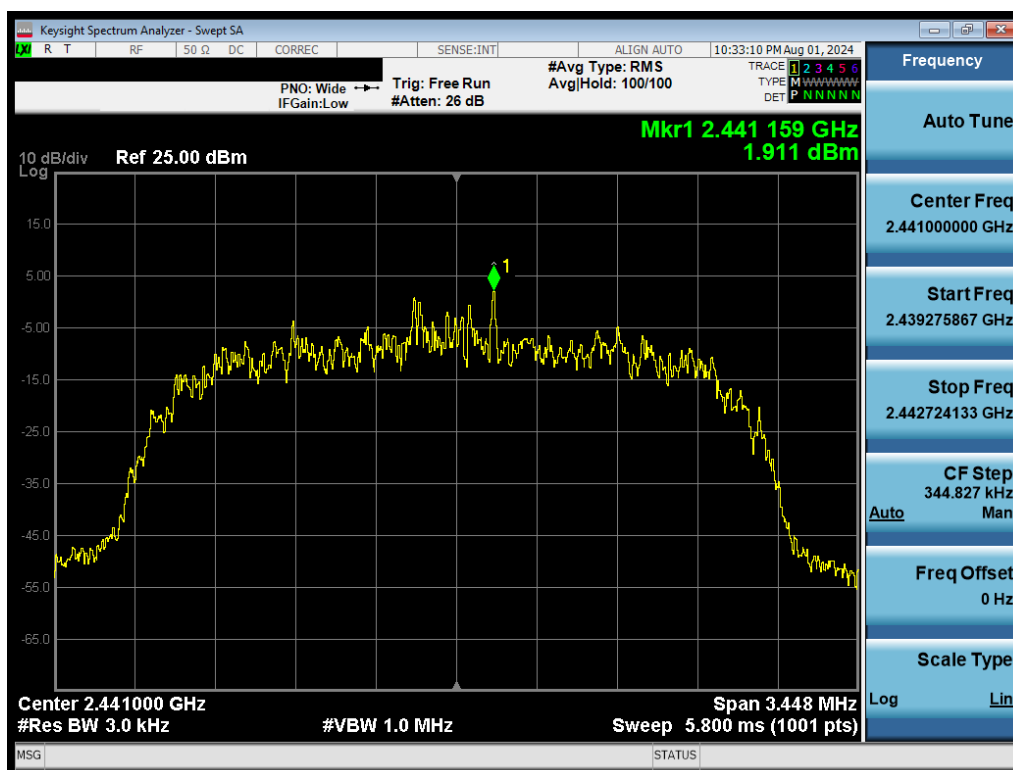 Keysight Spectrum Analyzer - Swept SA
LXI R T RF 50 Ω DC CORREC SENSE:INT ALIGN AUTO 10:33:10 PM Aug 01, 2024
PNO: Wide
IFGain:Low
Trig: Free Run
#Atten: 26 dB
#Avg Type: RMS
Avg|Hold: 100/100
TRACE 1 2 3 4 5 6
TYPE M W W W W W
DET P N N N N N
Mkr1 2.441 159 GHz
1.911 dBm
10 dB/div Ref 25.00 dBm
Log
15.0
5.00
-5.00
-15.0
-25.0
-35.0
-45.0
-55.0
-65.0
1
Center 2.441000 GHz Span 3.448 MHz
#Res BW 3.0 kHz #VBW 1.0 MHz Sweep 5.800 ms (1001 pts)
MSG STATUS
Frequency
Auto Tune
Center Freq
2.441000000 GHz
Start Freq
2.439275867 GHz
Stop Freq
2.442724133 GHz
CF Step
344.827 kHz
Auto Man
Freq Offset
0 Hz
Scale Type
Log Lin